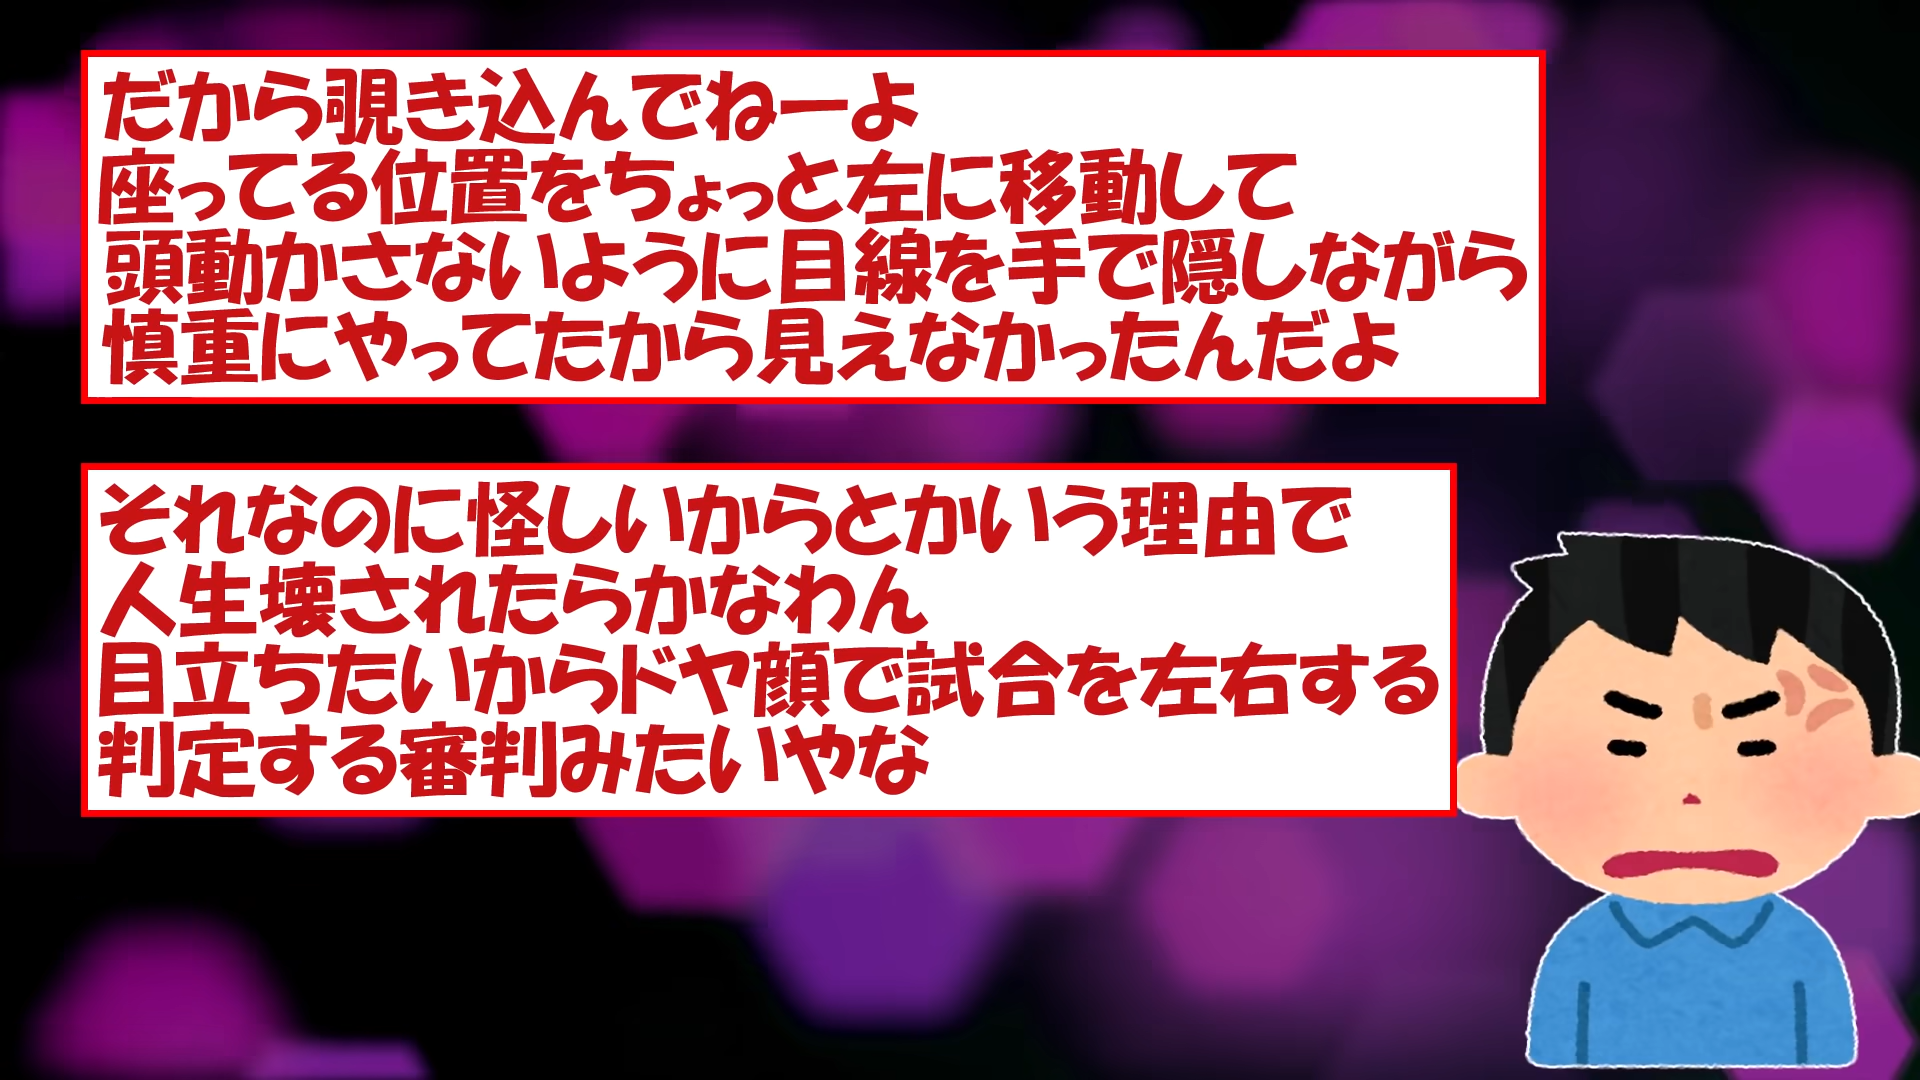 だから覗き込んでねーよ
座ってる位置をちょっと左に移動して
頭動かさないように目線を手で隠しながら
慎重にやってたから見えなかったんだよ
それなのに怪しいからとかいう理由で
人生壊されたらかなわん
目立ちたいからドヤ顔で試合を左右する
判定する審判みたいやな